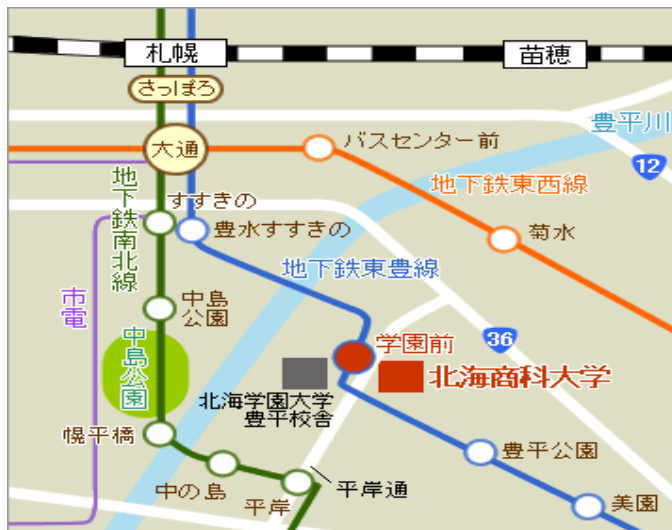 札幌
苗穂
さっぽろ
豊平川
大通
バスセンター前
12
地下鉄南北線
すすきの
地下鉄東西線
豊水すすきの
菊水
地下鉄東豊線
市電
中島
公園
中島公園
36
学園前
北海商科大学
北海学園大学
豊平校舎
幌平橋
豊平公園
中の島
平岸
平岸通
美園